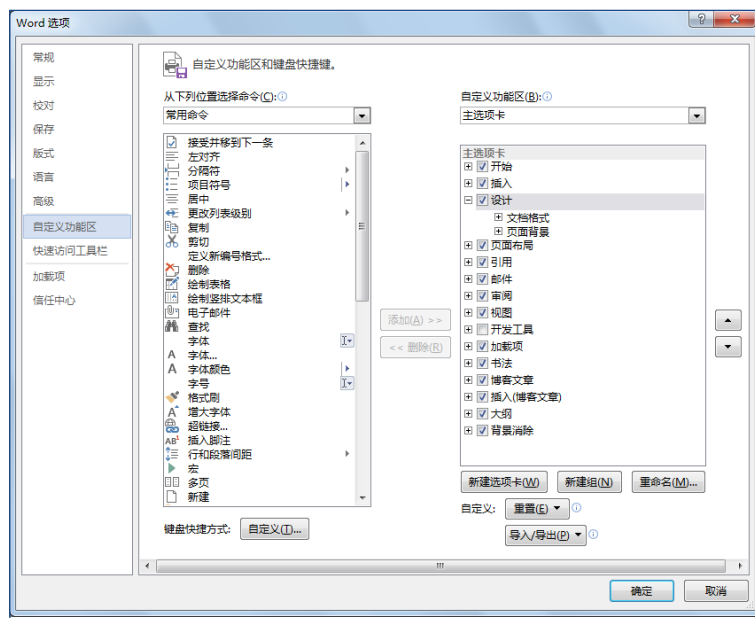 Word 选项
常规
显示
校对
保存
版式
语言
高级
自定义功能区
快速访问工具栏
加载项
信任中心
自定义功能区和键盘快捷键。
从下列位置选择命令(C):
常用命令
接受并移到下一条
左对齐
分隔符
项目符号
居中
更改列表级别
复制
剪切
定义新编号格式...
删除
绘制表格
绘制竖排文本框
电子邮件
查找
字体
字体...
字体颜色
字号
格式刷
增大字体
超链接...
插入脚注
行和段落间距
宏
多页
新建
键盘快捷方式: 自定义(T)...
添加(A) >>
<< 删除(R)
自定义功能区(B):
主选项卡
主选项卡
开始
插入
设计
文档格式
页面背景
页面布局
引用
邮件
审阅
视图
开发工具
加载项
书法
博客文章
插入(博客文章)
大纲
背景消除
新建选项卡(W) 新建组(N) 重命名(M)...
自定义: 重置(E)
导入/导出(P)
确定 取消